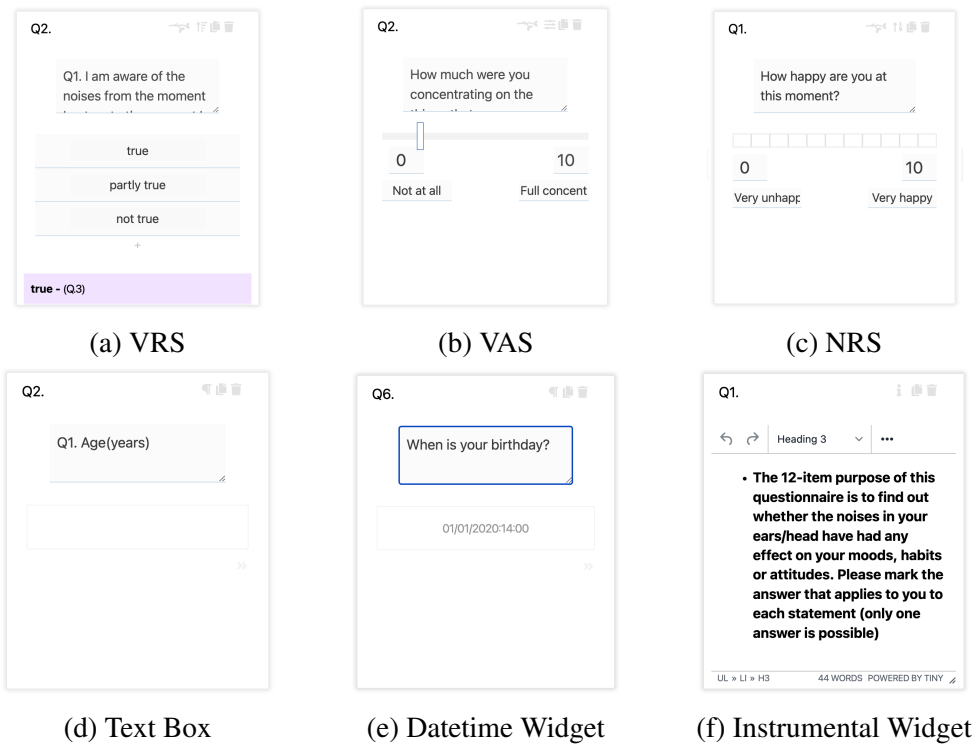 Q2.
Q1. I am aware of the
noises from the moment
true
partly true
not true
+
true - (Q.3)
(a) VRS
Q2.
How much were you
concentrating on the
0
10
Not at all
Full concent
(b) VAS
Q1.
How happy are you at
this moment?
0
10
Very unhapp
Very happy
(c) NRS
Q2.
Q1. Age(years)
(d) Text Box
Q6.
When is your birthday?
01/01/2020:14:00
(e) Datetime Widget
Q1.
Heading 3
• The 12-item purpose of this
questionnaire is to find out
whether the noises in your
ears/head have had any
effect on your moods, habits
or attitudes. Please mark the
answer that applies to you to
each statement (only one
answer is possible)
UL » LI » H3
44 WORDS POWERED BY TINY
(f) Instrumental Widget